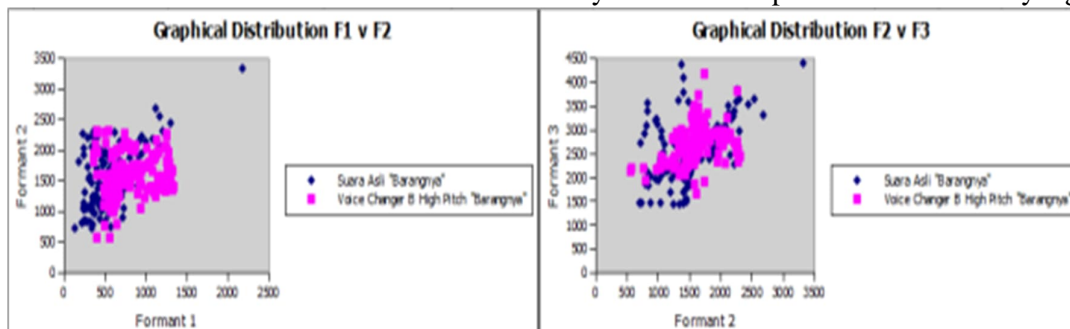 Graphical Distribution F1 v F2
3500
3000
2500
2000
1500
1000
500
0
0 500 1000 1500 2000 2500
Formant 2
Formant 1
Suara Asli "Barangnya"
Voice Changer B High Pitch "Barangnya"
Graphical Distribution F2 v F3
4500
4000
3500
3000
2500
2000
1500
1000
500
0
0 500 1000 1500 2000 2500 3000 3500
Formant 3
Formant 2
Suara Asli "Barangnya"
Voice Changer B High Pitch "Barangnya"